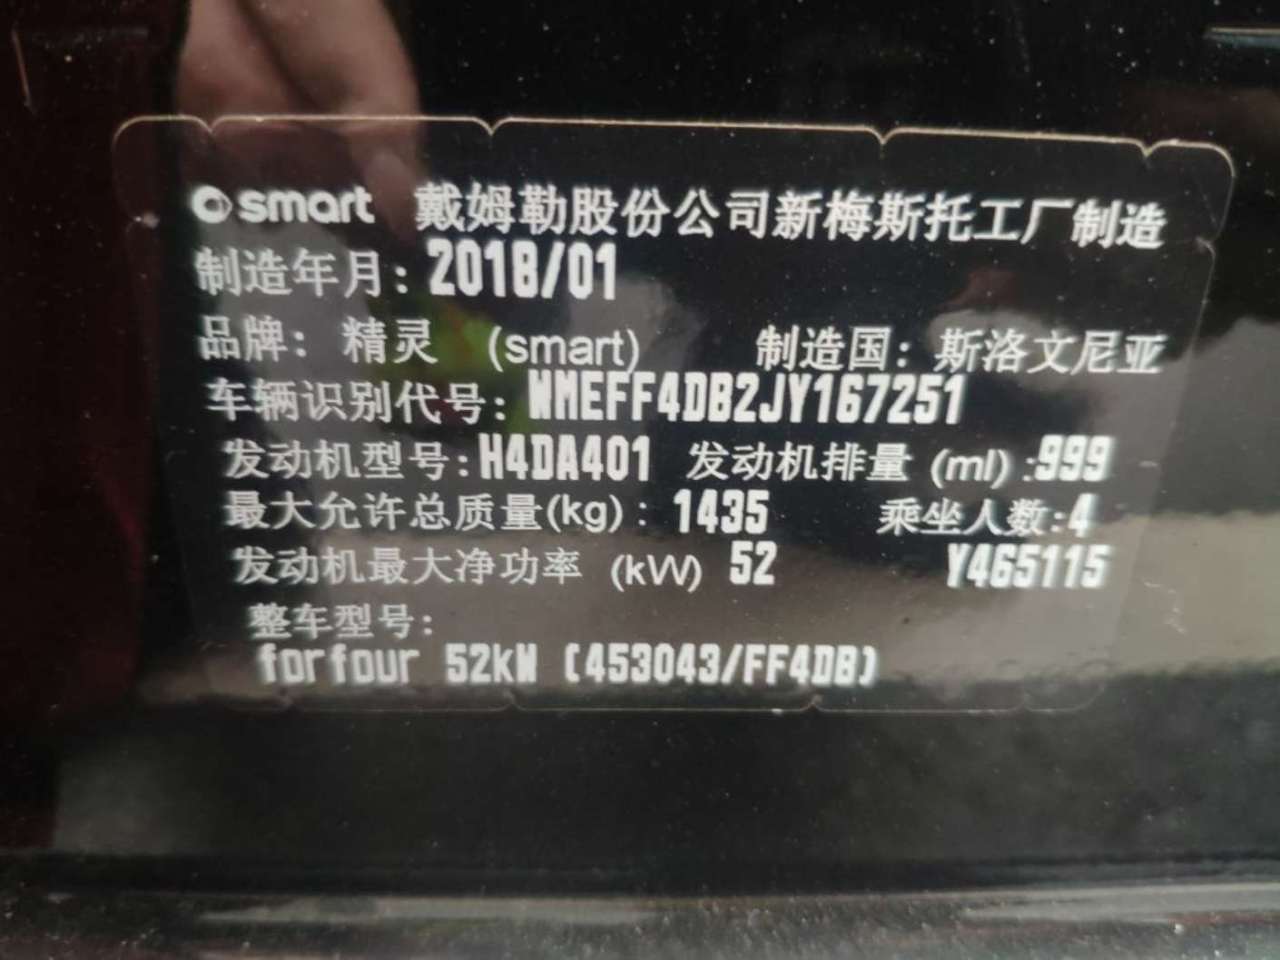 smart 戴姆勒股份公司新梅斯托工厂制造
制造年月: 2018/01
品牌: 精灵 (smart) 制造国: 斯洛文尼亚
车辆识别代号: WMEFF4DB2JY167251
发动机型号: H4DA401 发动机排量 (ml) :999
最大允许总质量(kg) : 1435 乘坐人数:4
发动机最大净功率 (kW) 52 Y465115
整车型号:
forfour 52kW (453043/FF4DB)